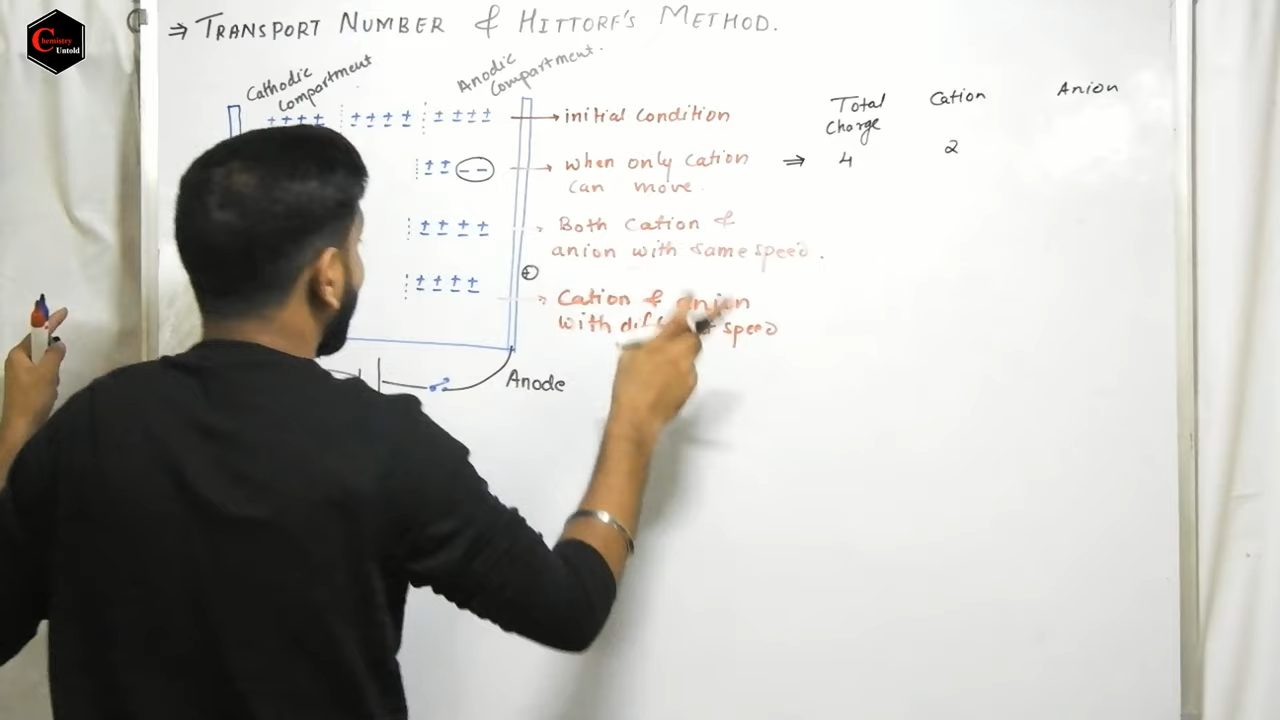 Chemistry
Untold
⇒ TRANSPORT NUMBER & HITTORF'S METHOD.
Cathodic
Compartment
Anodic
Compartment.
± ± ± ± ± ± ± ± ± ± ± ± → initial condition
± ± - - → when only cation
can move.
⇒ 4 2
± ± ± ± Both Cation &
anion with same speed.
± ± ± ± Cation & anion
with speed
+
Anode
Total
Charge
Cation
Anion